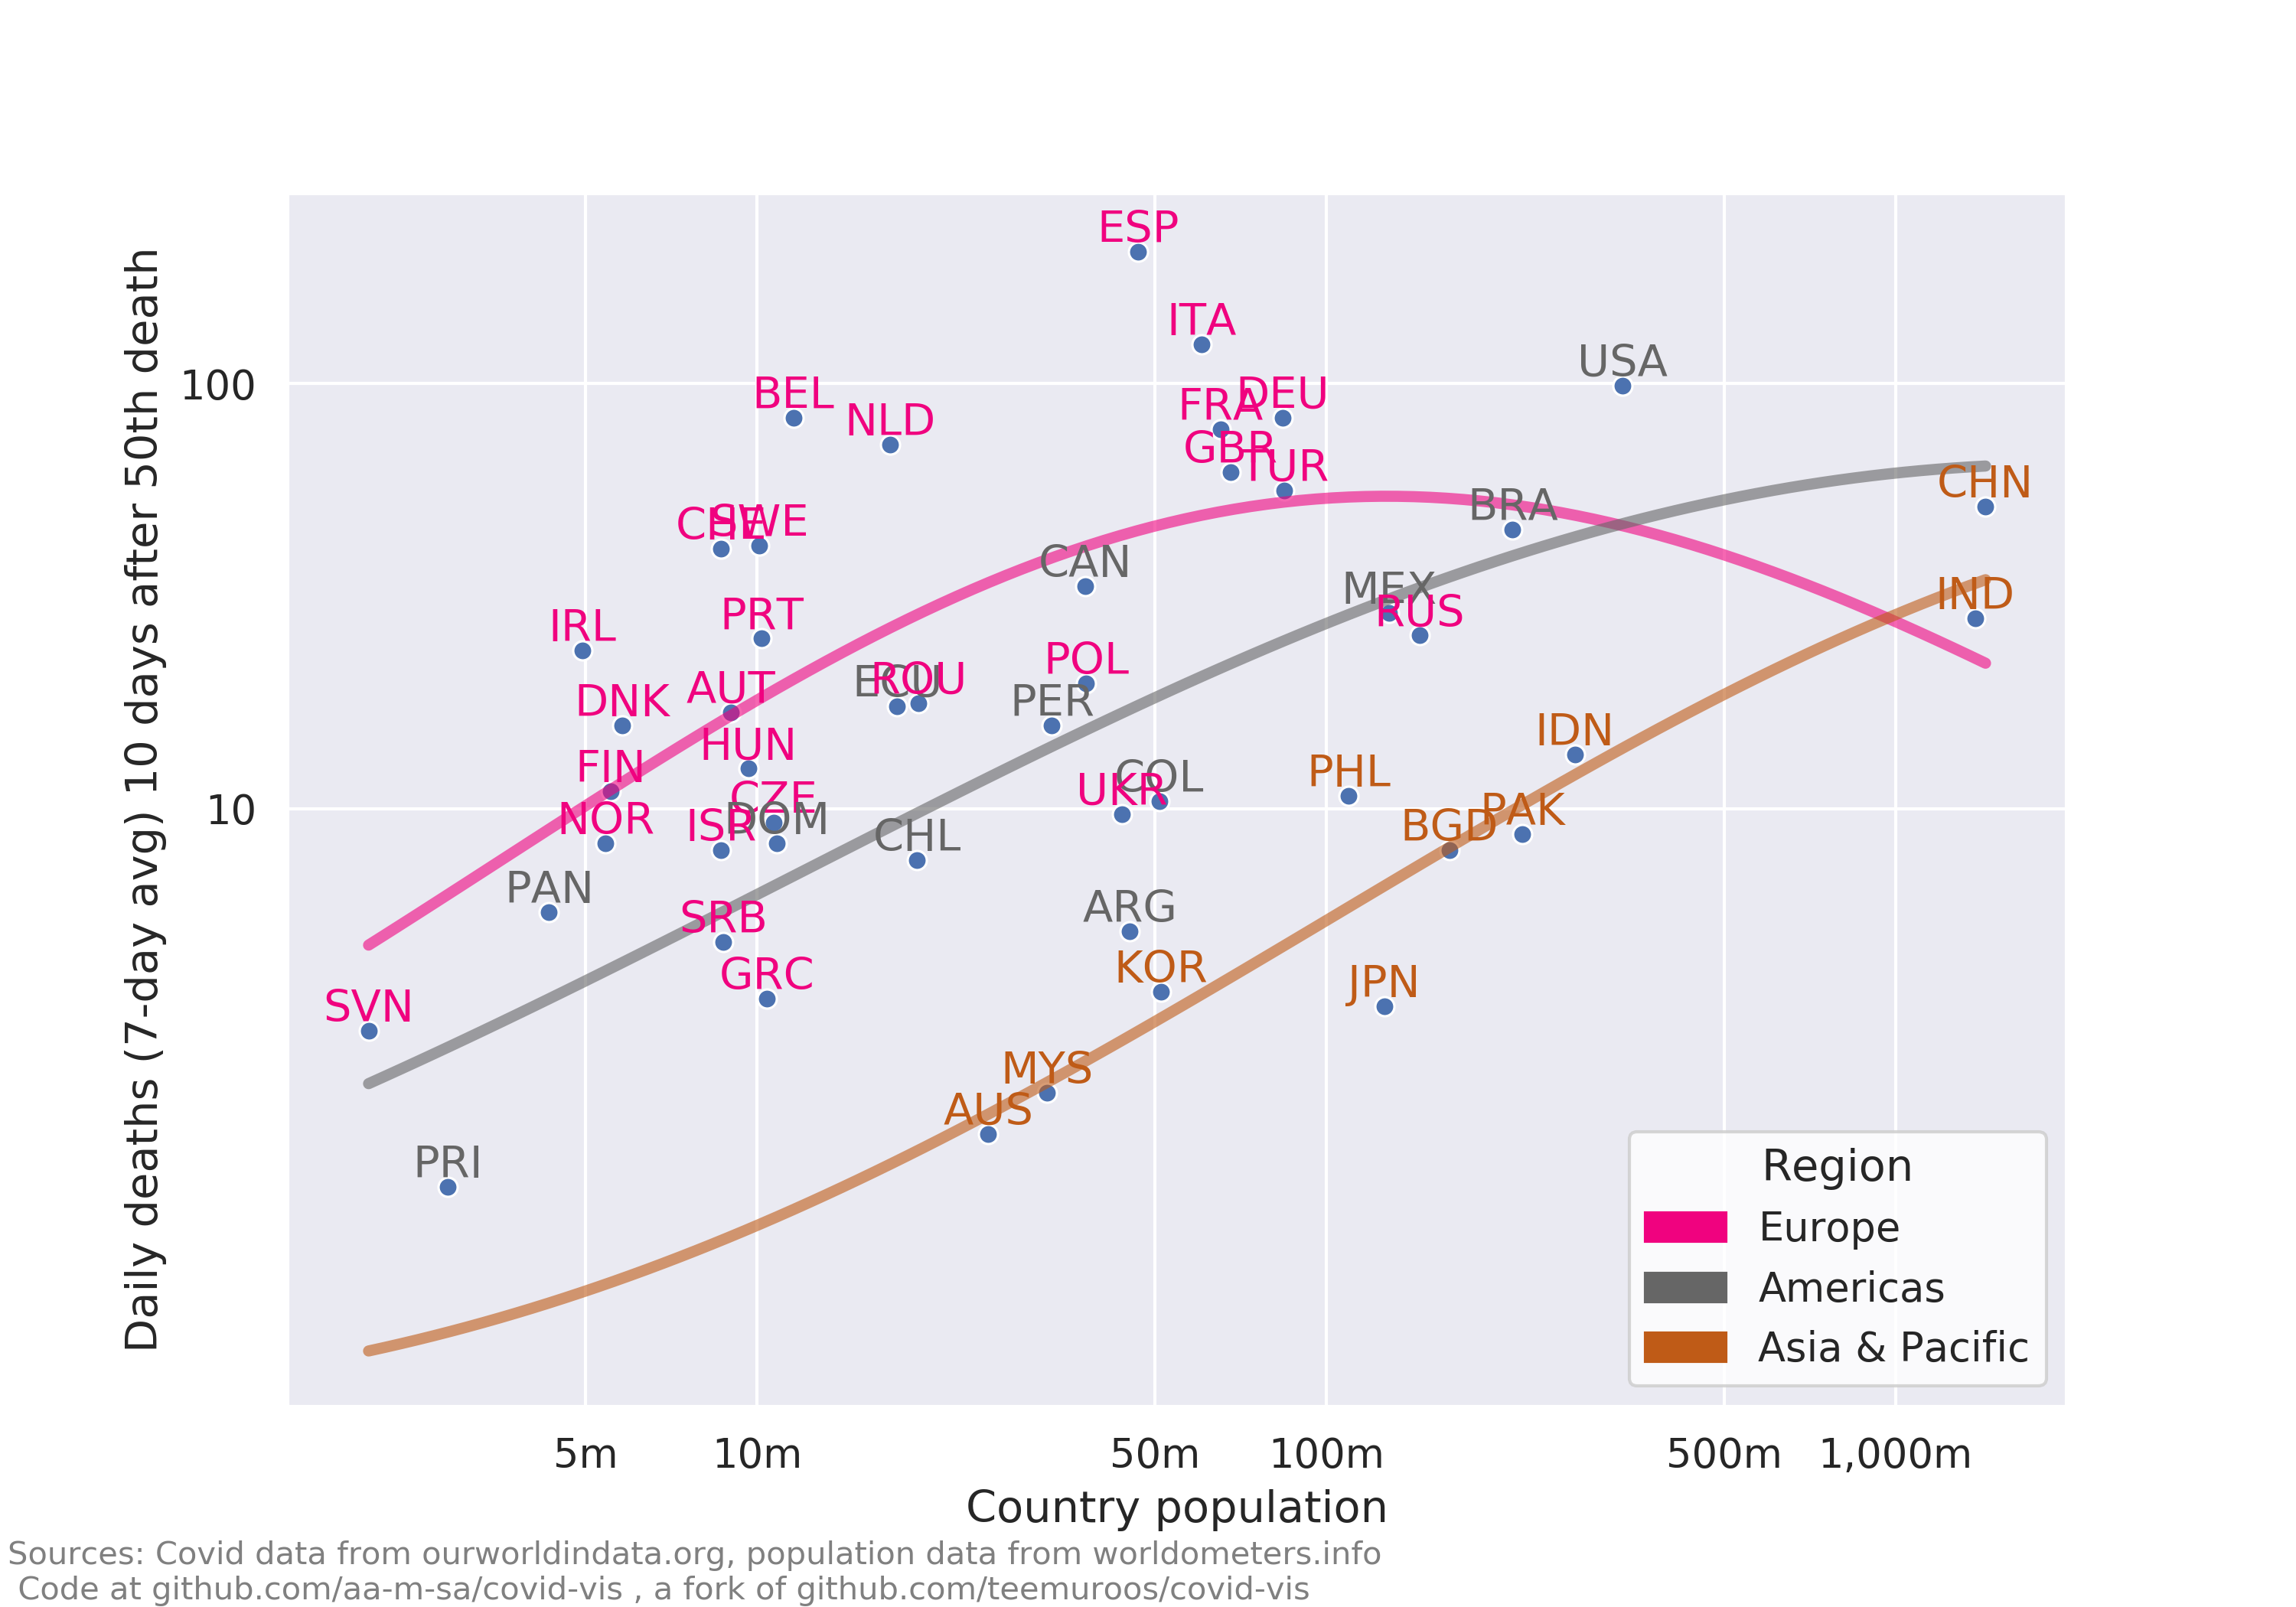 Daily deaths (7-day avg) 10 days after 50th death
100
10
ESP
ITA
USA
BEL
DEU
FRA
NLD
GBR
TUR
CHN
BRA
SWE
CHE
CAN
MEX
IND
RUS
PRT
IRL
POL
ROU
ECU
AUT
DNK
PER
IDN
HUN
FIN
PHL
COL
UKR
CZE
PAK
NOR
DOM
ISR
BGD
CHL
PAN
ARG
SRB
KOR
GRC
JPN
SVN
MYS
AUS
PRI
Region
Europe
Americas
Asia & Pacific
5m 10m 50m 100m 500m 1,000m
Country population
Sources: Covid data from ourworldindata.org, population data from worldometers.info
Code at github.com/aa-m-sa/covid-vis , a fork of github.com/teemuroos/covid-vis